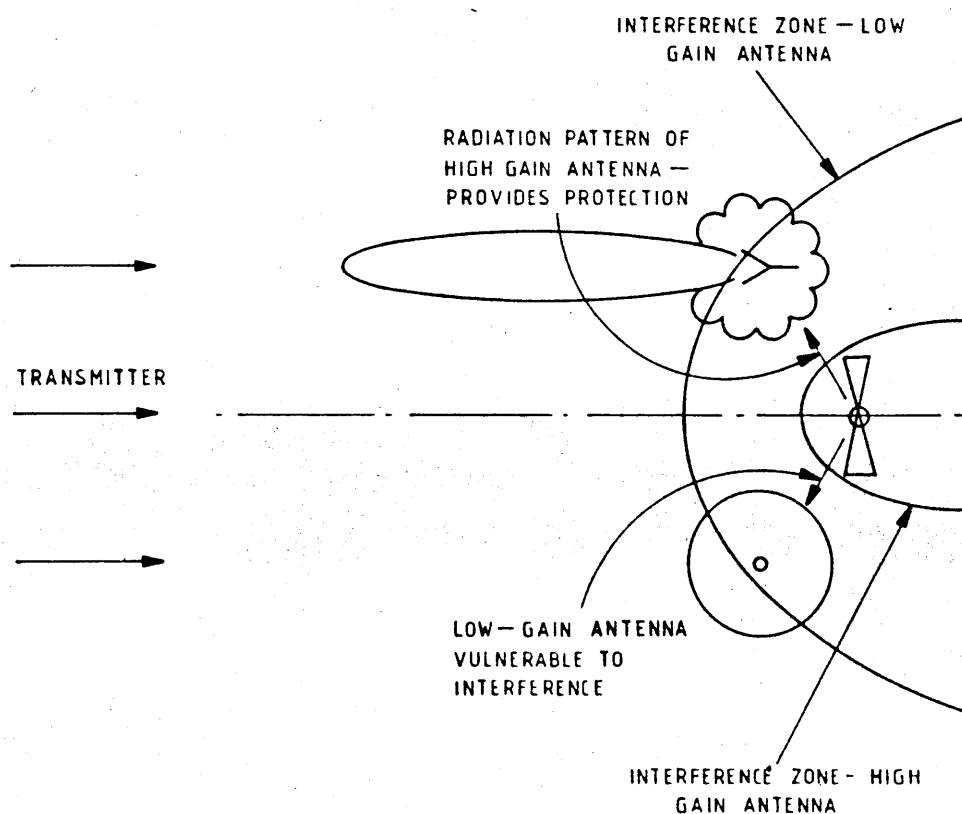 INTERFERENCE ZONE — LOW
GAIN ANTENNA
RADIATION PATTERN OF
HIGH GAIN ANTENNA —
PROVIDES PROTECTION
TRANSMITTER
LOW — GAIN ANTENNA
VULNERABLE TO
INTERFERENCE
INTERFERENCE ZONE - HIGH
GAIN ANTENNA